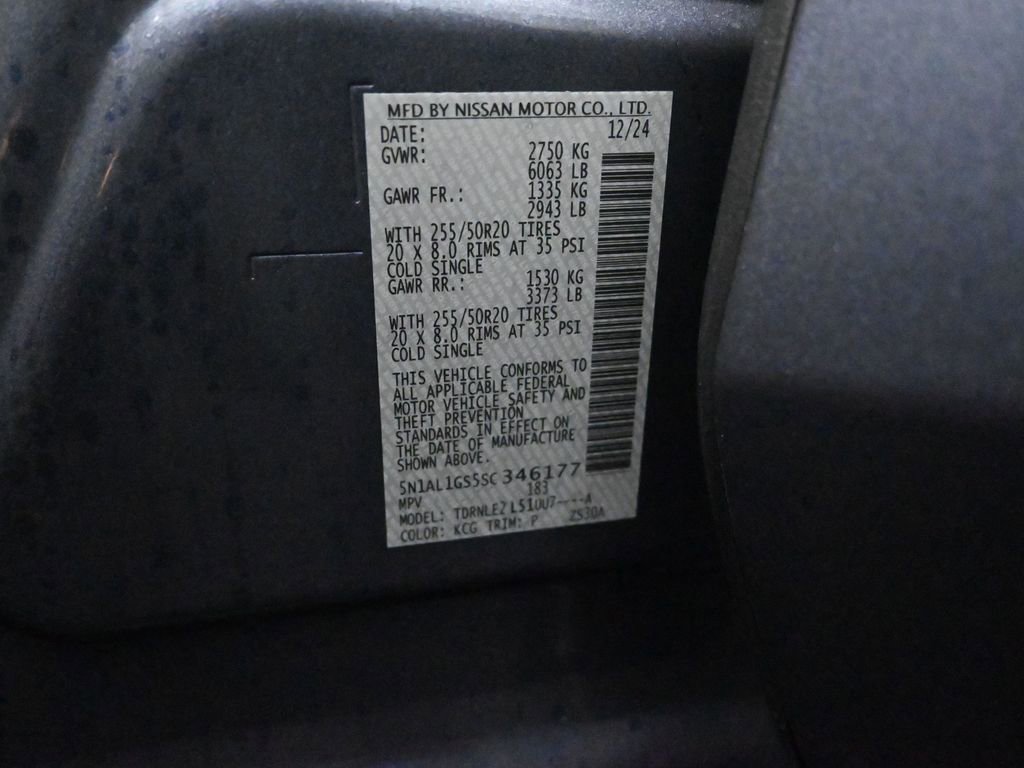 MFD BY NISSAN MOTOR CO., LTD.
DATE: 12/24
GVWR: 2750 KG
6063 LB
GAWR FR.: 1335 KG
2943 LB
WITH 255/50R20 TIRES
20 X 8.0 RIMS AT 35 PSI
COLD SINGLE
GAWR RR.: 1530 KG
3373 LB
WITH 255/50R20 TIRES
20 X 8.0 RIMS AT 35 PSI
COLD SINGLE
THIS VEHICLE CONFORMS TO
ALL APPLICABLE FEDERAL
MOTOR VEHICLE SAFETY AND
THEFT PREVENTION
STANDARDS IN EFFECT ON
THE DATE OF MANUFACTURE
SHOWN ABOVE.
5N1AL1GS5SC346177
MPV 183
MODEL: TDRNLEZL51UU7----A
COLOR: KCG TRIM: P ZS30A